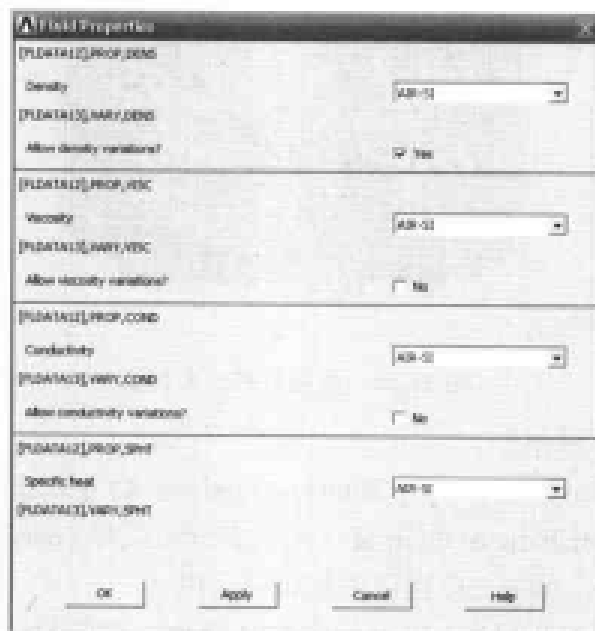 Fluid Properties
[FLDATA12],PROP,DENS
Density
AIR-SI
[FLDATA13],VARY,DENS
Allow density variations?
Yes
[FLDATA12],PROP,VISC
Viscosity
AIR-SI
[FLDATA13],VARY,VISC
Allow viscosity variations?
No
[FLDATA12],PROP,COND
Conductivity
AIR-SI
[FLDATA13],VARY,COND
Allow conductivity variations?
No
[FLDATA12],PROP,SPHT
Specific heat
AIR-SI
[FLDATA13],VARY,SPHT
OK
Apply
Cancel
Help